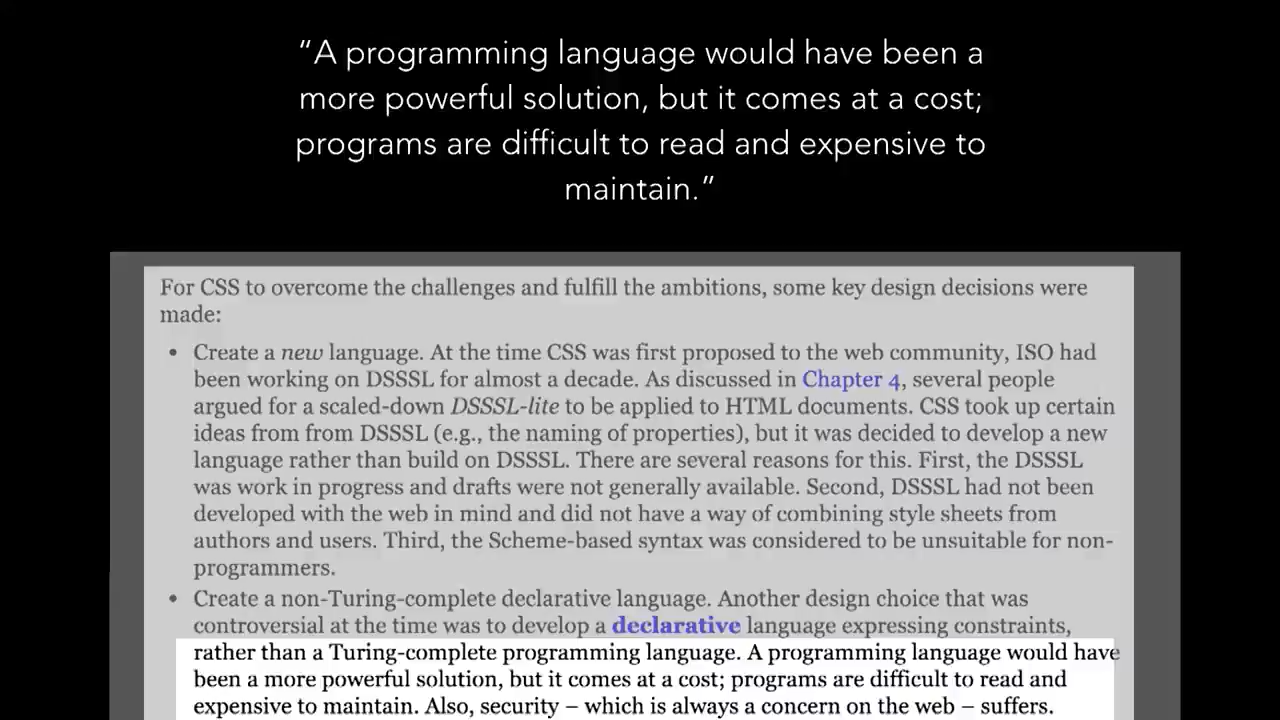 “A programming language would have been a
more powerful solution, but it comes at a cost;
programs are difficult to read and expensive to
maintain.”
For CSS to overcome the challenges and fulfill the ambitions, some key design decisions were
made:
• Create a new language. At the time CSS was first proposed to the web community, ISO had
been working on DSSSL for almost a decade. As discussed in Chapter 4, several people
argued for a scaled-down DSSSL-lite to be applied to HTML documents. CSS took up certain
ideas from from DSSSL (e.g., the naming of properties), but it was decided to develop a new
language rather than build on DSSSL. There are several reasons for this. First, the DSSSL
was work in progress and drafts were not generally available. Second, DSSSL had not been
developed with the web in mind and did not have a way of combining style sheets from
authors and users. Third, the Scheme-based syntax was considered to be unsuitable for non-
programmers.
• Create a non-Turing-complete declarative language. Another design choice that was
controversial at the time was to develop a declarative language expressing constraints,
rather than a Turing-complete programming language. A programming language would have
been a more powerful solution, but it comes at a cost; programs are difficult to read and
expensive to maintain. Also, security – which is always a concern on the web – suffers.